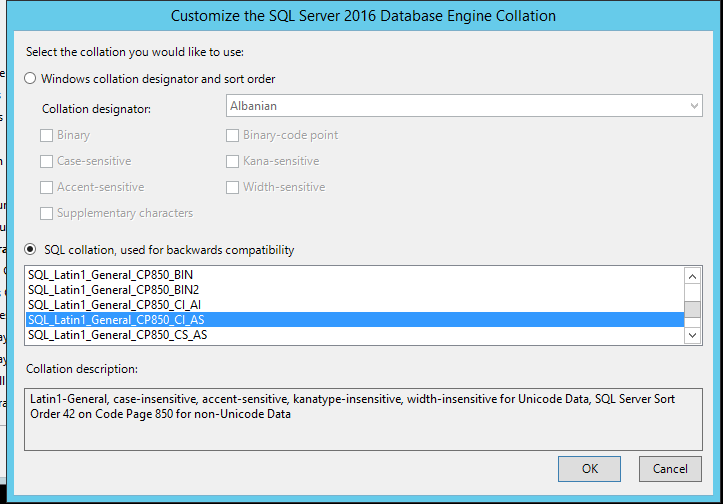 Customize the SQL Server 2016 Database Engine Collation
Select the collation you would like to use:
Windows collation designator and sort order
Collation designator:
Albanian
Binary
Binary-code point
Case-sensitive
Kana-sensitive
Accent-sensitive
Width-sensitive
Supplementary characters
SQL collation, used for backwards compatibility
SQL_Latin1_General_CP850_BIN
SQL_Latin1_General_CP850_BIN2
SQL_Latin1_General_CP850_CI_AI
SQL_Latin1_General_CP850_CI_AS
SQL_Latin1_General_CP850_CS_AS
Collation description:
Latin1-General, case-insensitive, accent-sensitive, kanatype-insensitive, width-insensitive for Unicode Data, SQL Server Sort
Order 42 on Code Page 850 for non-Unicode Data
OK
Cancel